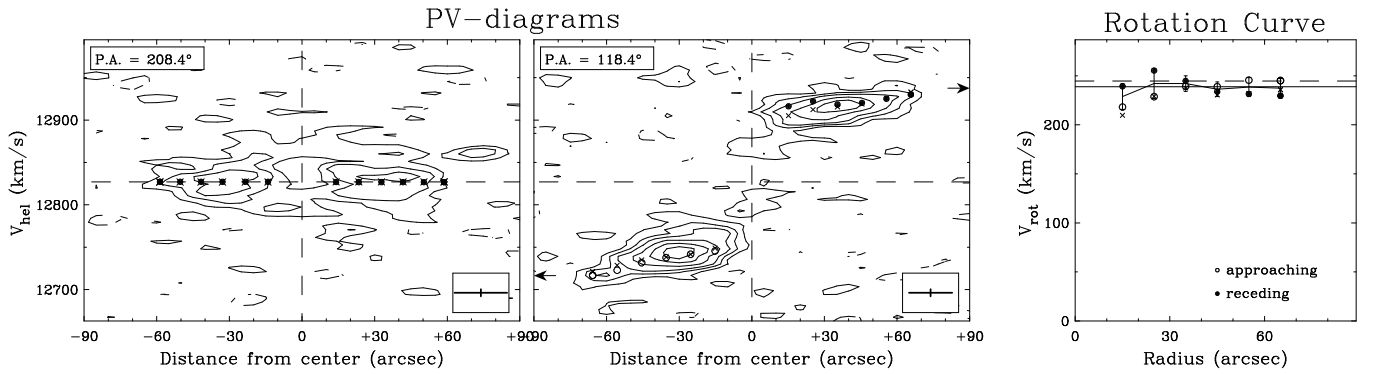 PV-diagrams
Rotation Curve
P.A. = 208.4°
P.A. = 118.4°
V_hel (km/s)
12900
12800
12700
-90 -60 -30 0 +30 +60 +90
Distance from center (arcsec)
-90 -60 -30 0 +30 +60 +90
Distance from center (arcsec)
V_rot (km/s)
200
100
0
approaching
receding
0 30 60
Radius (arcsec)